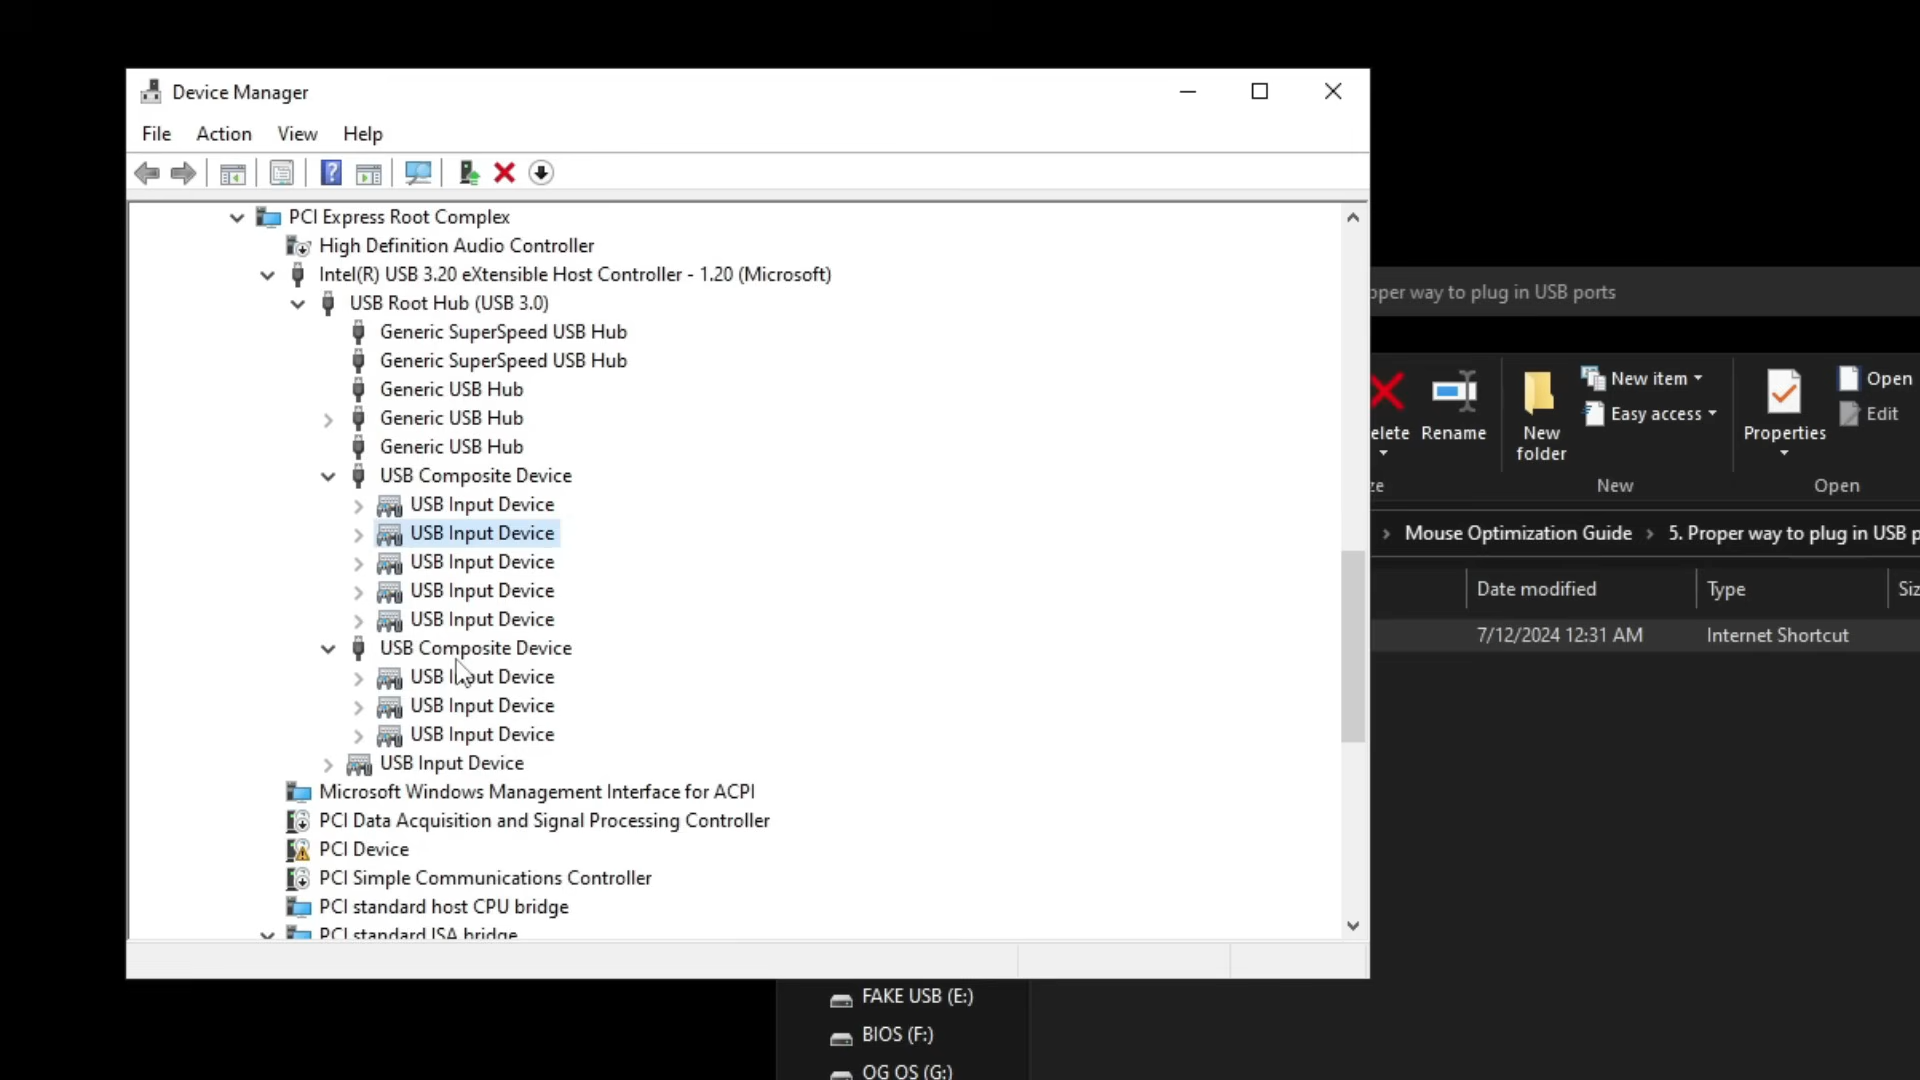 Device Manager
File Action View Help
PCI Express Root Complex
High Definition Audio Controller
Intel(R) USB 3.20 eXtensible Host Controller - 1.20 (Microsoft)
USB Root Hub (USB 3.0)
Generic SuperSpeed USB Hub
Generic SuperSpeed USB Hub
Generic USB Hub
Generic USB Hub
Generic USB Hub
USB Composite Device
USB Input Device
USB Input Device
USB Input Device
USB Input Device
USB Input Device
USB Composite Device
USB Input Device
USB Input Device
USB Input Device
USB Input Device
Microsoft Windows Management Interface for ACPI
PCI Data Acquisition and Signal Processing Controller
PCI Device
PCI Simple Communications Controller
PCI standard host CPU bridge
PCI standard ISA bridge
oper way to plug in USB ports
elete
Rename
New
folder
New item
Easy access
New
Properties
Open
Edit
Open
ze
Mouse Optimization Guide > 5. Proper way to plug in USB p
Date modified Type Siz
7/12/2024 12:31 AM Internet Shortcut
FAKE USB (E:)
BIOS (F:)
OG OS (G:)